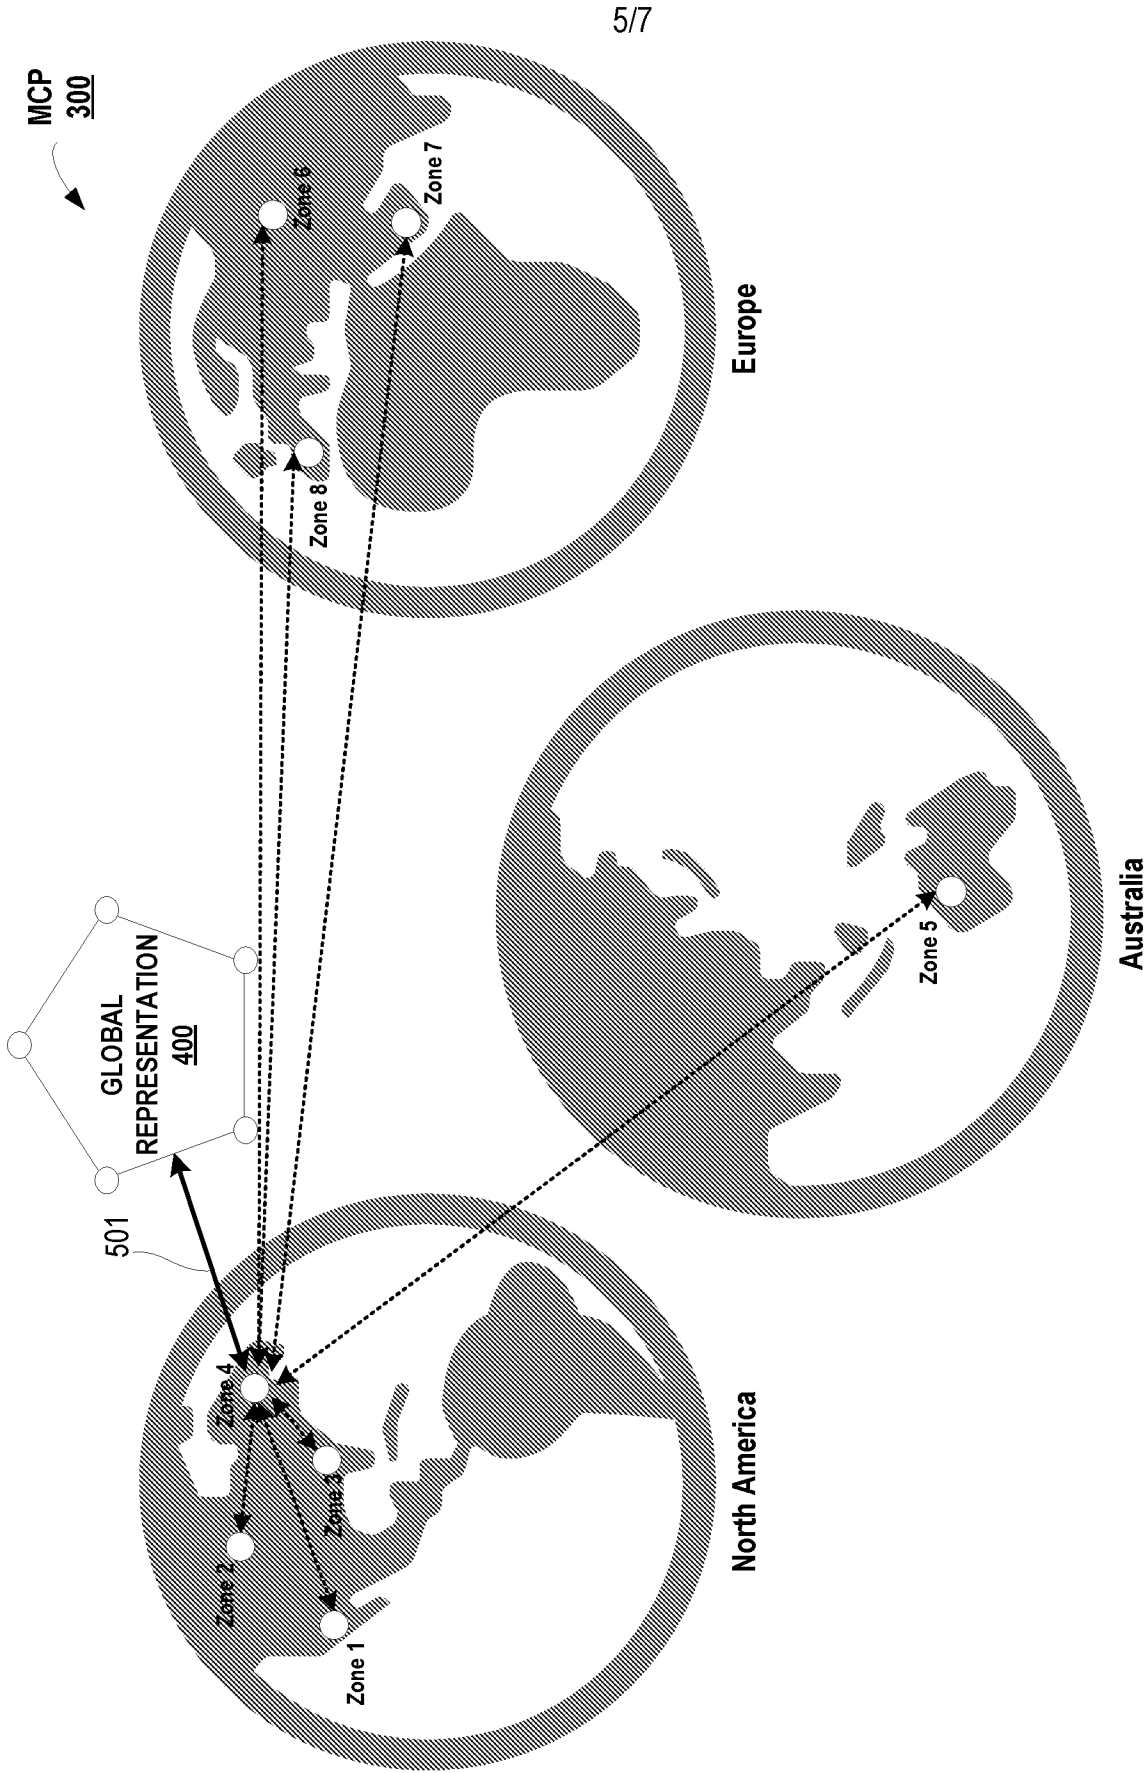 5/7
MCP
300
GLOBAL
REPRESENTATION
400
501
Zone 1
Zone 2
Zone 3
Zone 4
North America
Zone 5
Australia
Zone 6
Zone 7
Zone 8
Europe